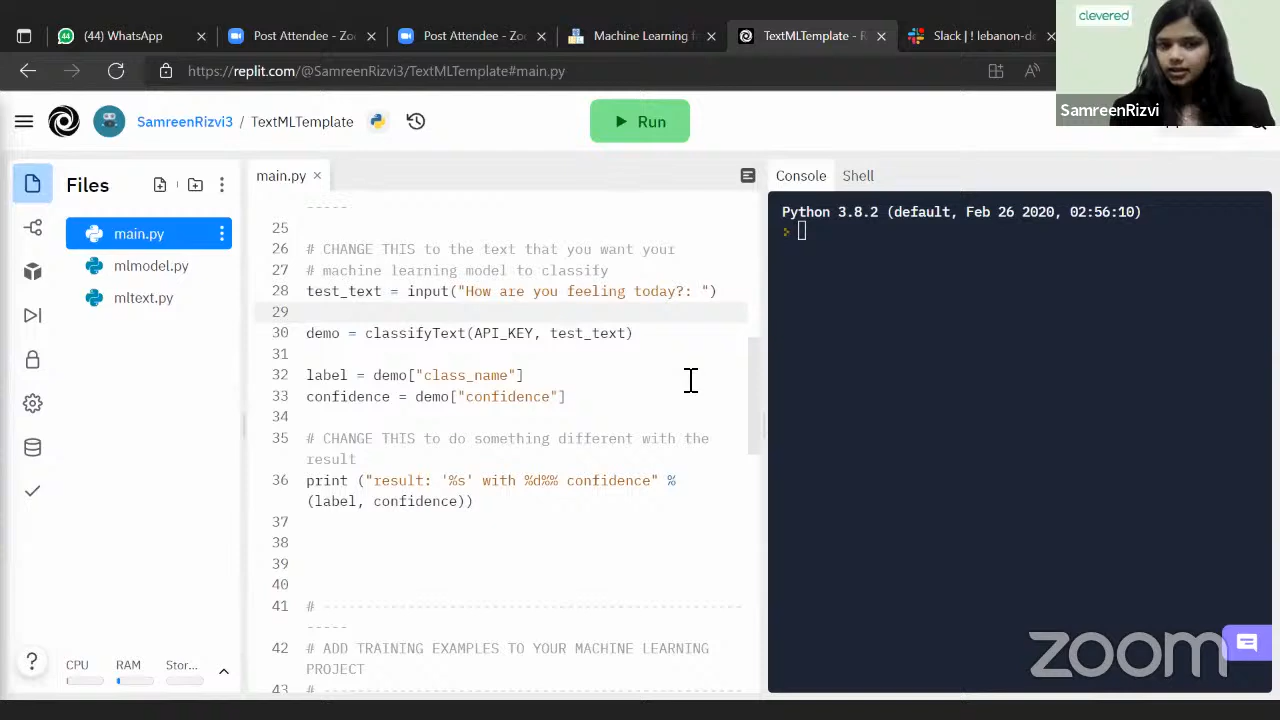 (44) WhatsApp
Post Attendee - Zo
Post Attendee - Zo
Machine Learning f
TextMLTemplate - R
Slack | ! lebanon-de
clevered
https://replit.com/@SamreenRizvi3/TextMLTemplate#main.py
SamreenRizvi
SamreenRizvi3 / TextMLTemplate
Run
Files
main.py
Console
Shell
main.py
mlmodel.py
mltext.py
-----
25
26 # CHANGE THIS to the text that you want your
27 # machine learning model to classify
28 test_text = input("How are you feeling today?: ")
29
30 demo = classifyText(API_KEY, test_text)
31
32 label = demo["class_name"]
33 confidence = demo["confidence"]
34
35 # CHANGE THIS to do something different with the
result
36 print ("result: '%s' with %d%% confidence" %
(label, confidence))
37
38
39
40
41 # --------------------------------------------------
-----
42 # ADD TRAINING EXAMPLES TO YOUR MACHINE LEARNING
PROJECT
43 # --------------------------------------------------
Python 3.8.2 (default, Feb 26 2020, 02:56:10)
>
? CPU RAM Stor...
zoom